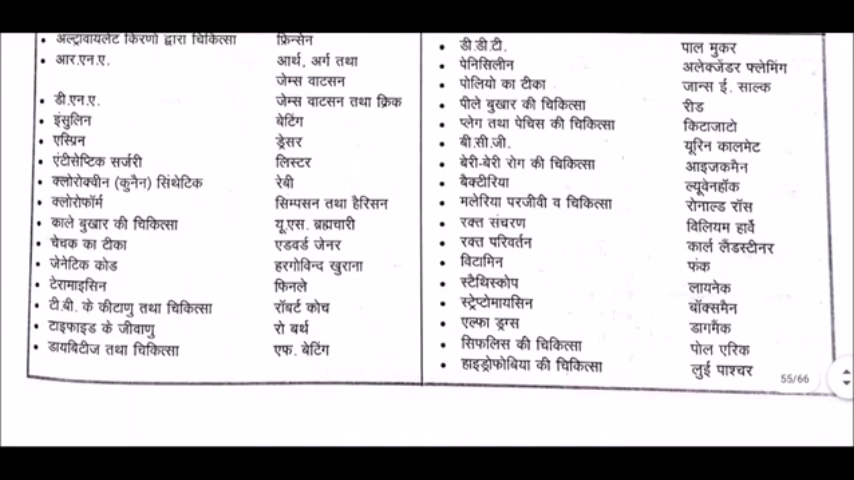 अल्ट्रावायलेट किरणो द्वारा चिकित्सा फ्रिन्सेन
आर.एन.ए. आर्थ, अर्ग तथा
जेम्स वाटसन
डी.एन.ए. जेम्स वाटसन तथा क्रिक
इंसुलिन बेटिंग
एस्प्रिन ड्रेसर
एंटीसेप्टिक सर्जरी लिस्टर
क्लोरोक्वीन (कुनैन) सिंथेटिक रेबी
क्लोरोफॉर्म सिम्पसन तथा हैरिसन
काले बुखार की चिकित्सा यू.एस. ब्रह्मचारी
चेचक का टीका एडवर्ड जेनर
जेनेटिक कोड हरगोविन्द खुराना
टेरामाइसिन फिनले
टी.बी. के कीटाणु तथा चिकित्सा रॉबर्ट कोच
टाइफाइड के जीवाणु रो बर्थ
डायबिटीज तथा चिकित्सा एफ. बेटिंग
डी.डी.टी. पाल मुकर
पेनिसिलीन अलेक्जेंडर फ्लेमिंग
पोलियो का टीका जान्स ई. साल्क
पीले बुखार की चिकित्सा रीड
प्लेग तथा पेचिस की चिकित्सा किटाजाटो
बी.सी.जी. यूरिन कालमेट
बेरी-बेरी रोग की चिकित्सा आइजकमैन
बैक्टीरिया ल्यूवेनहॉक
मलेरिया परजीवी व चिकित्सा रोनाल्ड रॉस
रक्त संचरण विलियम हार्वे
रक्त परिवर्तन कार्ल लैंडस्टीनर
विटामिन फंक
स्टैथिस्कोप लायनेक
स्ट्रेप्टोमायसिन बॉक्समैन
एल्फा ड्रग्स डागमैंक
सिफलिस की चिकित्सा पोल एरिक
हाइड्रोफोबिया की चिकित्सा लुई पाश्चर
55/66